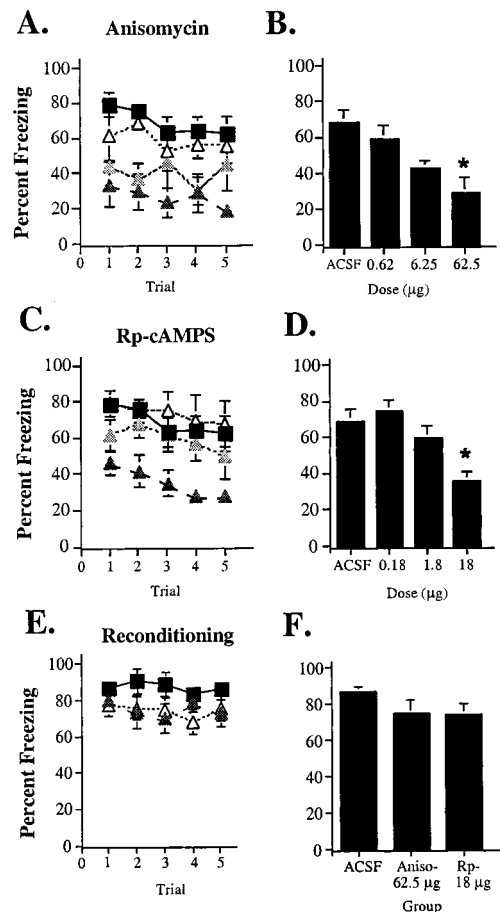 A.
Anisomycin
Percent Freezing
100
80
60
40
20
0
0 1 2 3 4 5
Trial
B.
100
80
60
40
20
0
*
ACSF 0.62 6.25 62.5
Dose (µg)
C.
Rp-cAMPS
Percent Freezing
100
80
60
40
20
0
0 1 2 3 4 5
Trial
D.
100
80
60
40
20
0
*
ACSF 0.18 1.8 18
Dose (µg)
E.
Reconditioning
Percent Freezing
100
80
60
40
20
0
0 1 2 3 4 5
Trial
F.
100
80
60
40
20
0
ACSF Aniso- Rp-
62.5 µg 18 µg
Group